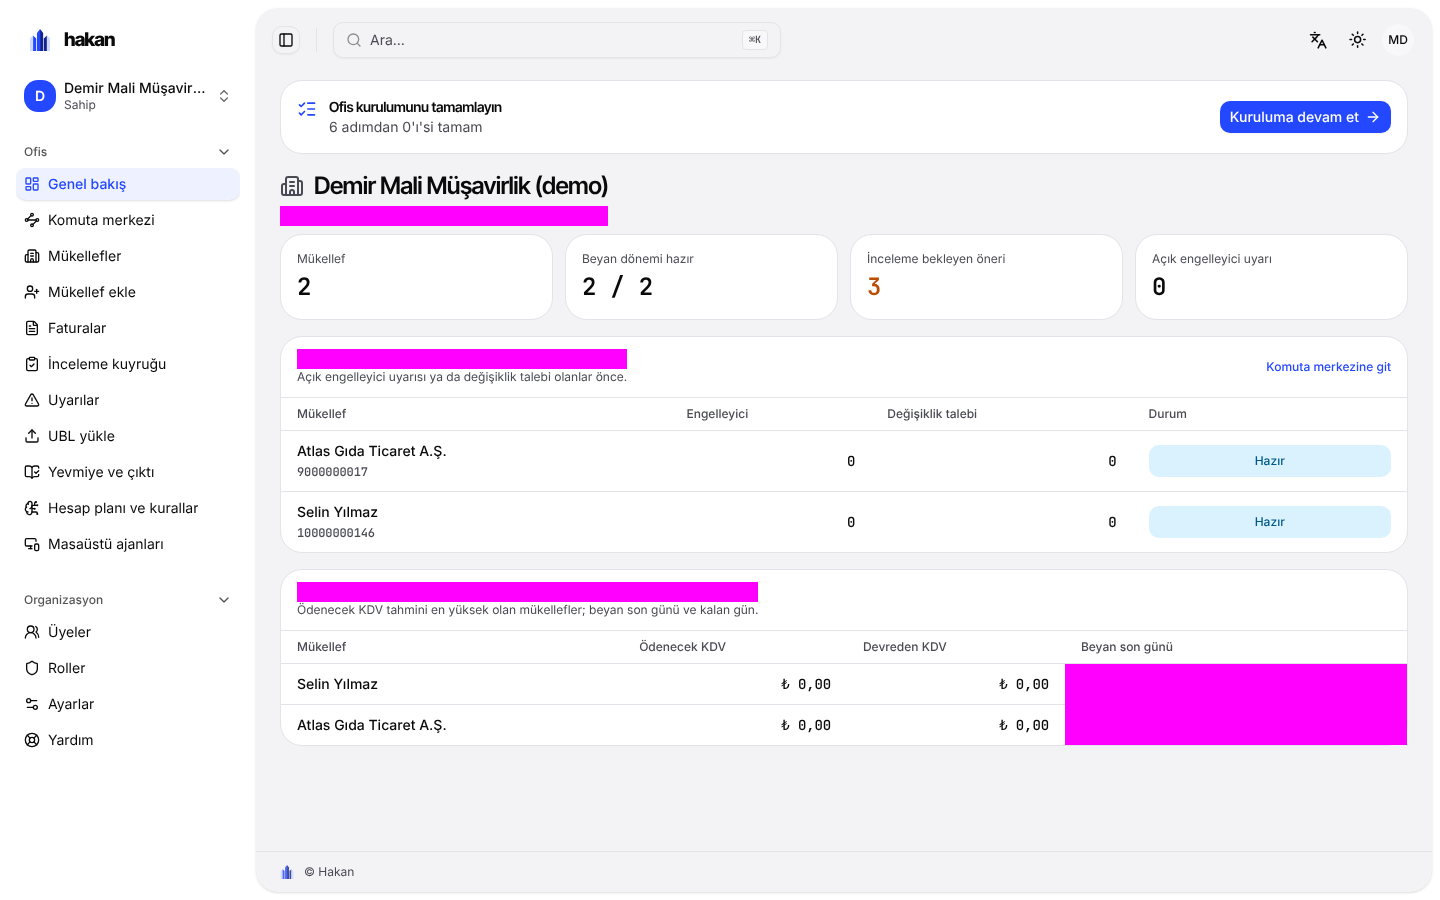 hakan
Ara...
⌘K
MD
D
Demir Mali Müşavir...
Sahip
Ofis
Genel bakış
Komuta merkezi
Mükellefler
Mükellef ekle
Faturalar
İnceleme kuyruğu
Uyarılar
UBL yükle
Yevmiye ve çıktı
Hesap planı ve kurallar
Masaüstü ajanları
Organizasyon
Üyeler
Roller
Ayarlar
Yardım
Ofis kurulumunu tamamlayın
6 adımdan 0'ı'si tamam
Kuruluma devam et
Demir Mali Müşavirlik (demo)
Mükellef
2
Beyan dönemi hazır
2 / 2
İnceleme bekleyen öneri
3
Açık engelleyici uyarı
0
Açık engelleyici uyarısı ya da değişiklik talebi olanlar önce.
Komuta merkezine git
Mükellef Engelleyici Değişiklik talebi Durum
Atlas Gıda Ticaret A.Ş.
9000000017
0 0 Hazır
Selin Yılmaz
10000000146
0 0 Hazır
Ödenecek KDV tahmini en yüksek olan mükellefler; beyan son günü ve kalan gün.
Mükellef Ödenecek KDV Devreden KDV Beyan son günü
Selin Yılmaz ₺ 0,00 ₺ 0,00
Atlas Gıda Ticaret A.Ş. ₺ 0,00 ₺ 0,00
© Hakan